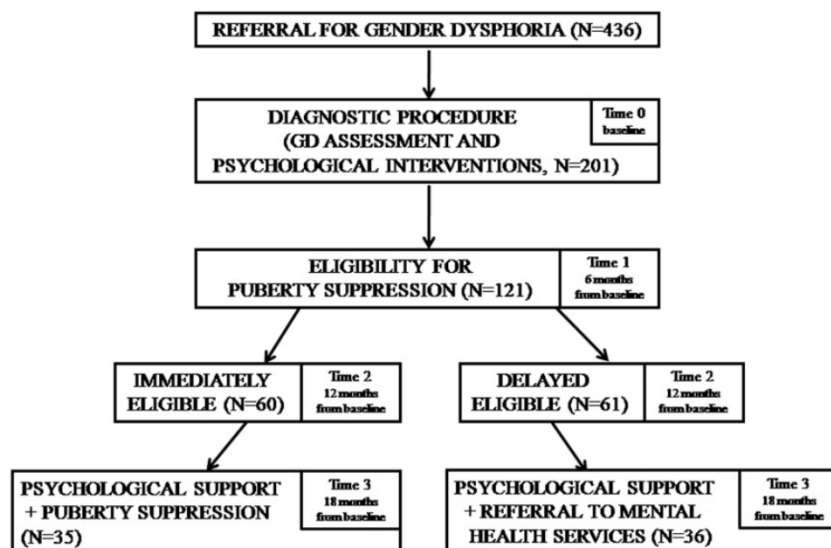 REFERRAL FOR GENDER DYSPHORIA (N=436)
DIAGNOSTIC PROCEDURE
(GD ASSESSMENT AND
PSYCHOLOGICAL INTERVENTIONS, N=201)
Time 0
baseline
ELIGIBILITY FOR
PUBERTY SUPPRESSION (N=121)
Time 1
6 months
from baseline
IMMEDIATELY
ELIGIBLE (N=60)
Time 2
12 months
from baseline
DELAYED
ELIGIBLE (N=61)
Time 2
12 months
from baseline
PSYCHOLOGICAL SUPPORT
+ PUBERTY SUPPRESSION
(N=35)
Time 3
18 months
from baseline
PSYCHOLOGICAL SUPPORT
+ REFERRAL TO MENTAL
HEALTH SERVICES (N=36)
Time 3
18 months
from baseline